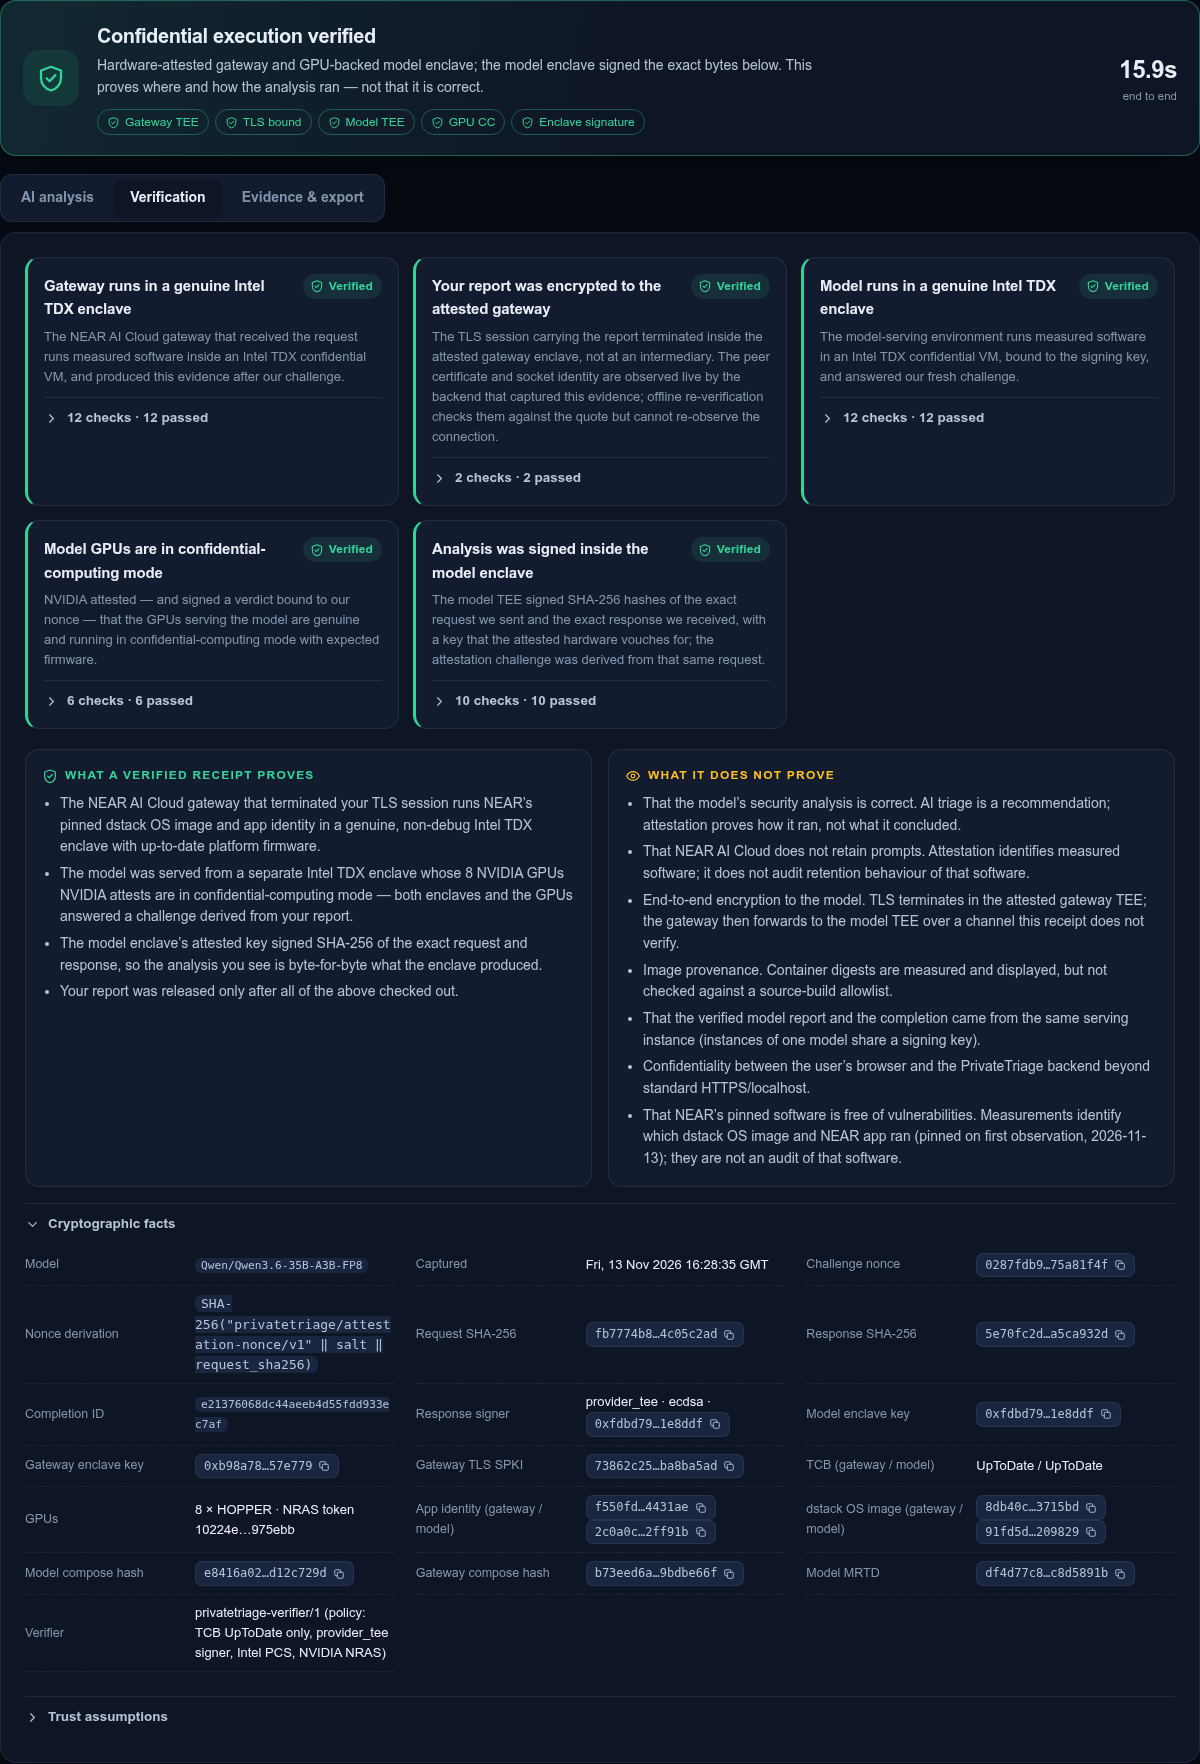 Confidential execution verified
Hardware-attested gateway and GPU-backed model enclave; the model enclave signed the exact bytes below. This
proves where and how the analysis ran — not that it is correct.
Gateway TEE
TLS bound
Model TEE
GPU CC
Enclave signature
15.9s
end to end
AI analysis
Verification
Evidence & export
Gateway runs in a genuine Intel
TDX enclave
Verified
The NEAR AI Cloud gateway that received the request
runs measured software inside an Intel TDX confidential
VM, and produced this evidence after our challenge.
12 checks · 12 passed
Your report was encrypted to the
attested gateway
Verified
The TLS session carrying the report terminated inside the
attested gateway enclave, not at an intermediary. The peer
certificate and socket identity are observed live by the
backend that captured this evidence; offline re-verification
checks them against the quote but cannot re-observe the
connection.
2 checks · 2 passed
Model runs in a genuine Intel TDX
enclave
Verified
The model-serving environment runs measured software
in an Intel TDX confidential VM, bound to the signing key,
and answered our fresh challenge.
12 checks · 12 passed
Model GPUs are in confidential-
computing mode
Verified
NVIDIA attested — and signed a verdict bound to our
nonce — that the GPUs serving the model are genuine
and running in confidential-computing mode with expected
firmware.
6 checks · 6 passed
Analysis was signed inside the
model enclave
Verified
The model TEE signed SHA-256 hashes of the exact
request we sent and the exact response we received, with
a key that the attested hardware vouches for; the
attestation challenge was derived from that same request.
10 checks · 10 passed
WHAT A VERIFIED RECEIPT PROVES
• The NEAR AI Cloud gateway that terminated your TLS session runs NEAR's
pinned dstack OS image and app identity in a genuine, non-debug Intel TDX
enclave with up-to-date platform firmware.
• The model was served from a separate Intel TDX enclave whose 8 NVIDIA GPUs
NVIDIA attests are in confidential-computing mode — both enclaves and the GPUs
answered a challenge derived from your report.
• The model enclave's attested key signed SHA-256 of the exact request and
response, so the analysis you see is byte-for-byte what the enclave produced.
• Your report was released only after all of the above checked out.
WHAT IT DOES NOT PROVE
• That the model's security analysis is correct. AI triage is a recommendation;
attestation proves how it ran, not what it concluded.
• That NEAR AI Cloud does not retain prompts. Attestation identifies measured
software; it does not audit retention behaviour of that software.
• End-to-end encryption to the model. TLS terminates in the attested gateway TEE;
the gateway then forwards to the model TEE over a channel this receipt does not
verify.
• Image provenance. Container digests are measured and displayed, but not
checked against a source-build allowlist.
• That the verified model report and the completion came from the same serving
instance (instances of one model share a signing key).
• Confidentiality between the user's browser and the PrivateTriage backend beyond
standard HTTPS/localhost.
• That NEAR's pinned software is free of vulnerabilities. Measurements identify
which dstack OS image and NEAR app ran (pinned on first observation, 2026-11-
13); they are not an audit of that software.
Cryptographic facts
Model
Qwen/Qwen3.6-35B-A3B-FP8
Captured
Fri, 13 Nov 2026 16:28:35 GMT
Challenge nonce
0287fdb9…75a81f4f
Nonce derivation
SHA-
256("privatetriage/attest
ation-nonce/v1" ‖ salt ‖
request_sha256)
Request SHA-256
fb7774b8…4c05c2ad
Response SHA-256
5e70fc2d…a5ca932d
Completion ID
e21376068dc44aeeb4d55fdd933e
c7af
Response signer
provider_tee · ecdsa ·
0xfdbd79…1e8ddf
Model enclave key
0xfdbd79…1e8ddf
Gateway enclave key
0xb98a78…57e779
Gateway TLS SPKI
73862c25…ba8ba5ad
TCB (gateway / model)
UpToDate / UpToDate
GPUs
8 × HOPPER · NRAS token
10224e…975ebb
App identity (gateway /
model)
f550fd…4431ae
2c0a0c…2ff91b
dstack OS image (gateway /
model)
8db40c…3715bd
91fd5d…209829
Model compose hash
e8416a02…d12c729d
Gateway compose hash
b73eed6a…9bdbe66f
Model MRTD
df4d77c8…c8d5891b
Verifier
privatetriage-verifier/1 (policy:
TCB UpToDate only, provider_tee
signer, Intel PCS, NVIDIA NRAS)
Trust assumptions